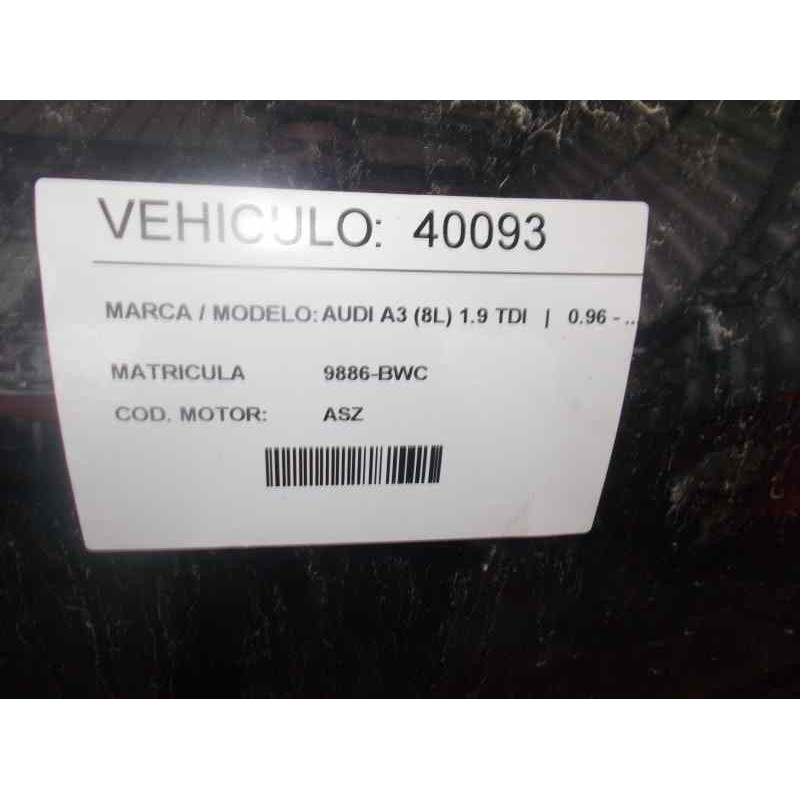 VEHICULO: 40093
MARCA / MODELO: AUDI A3 (8L) 1.9 TDI | 0.96 - ...
MATRICULA 9886-BWC
COD. MOTOR: ASZ